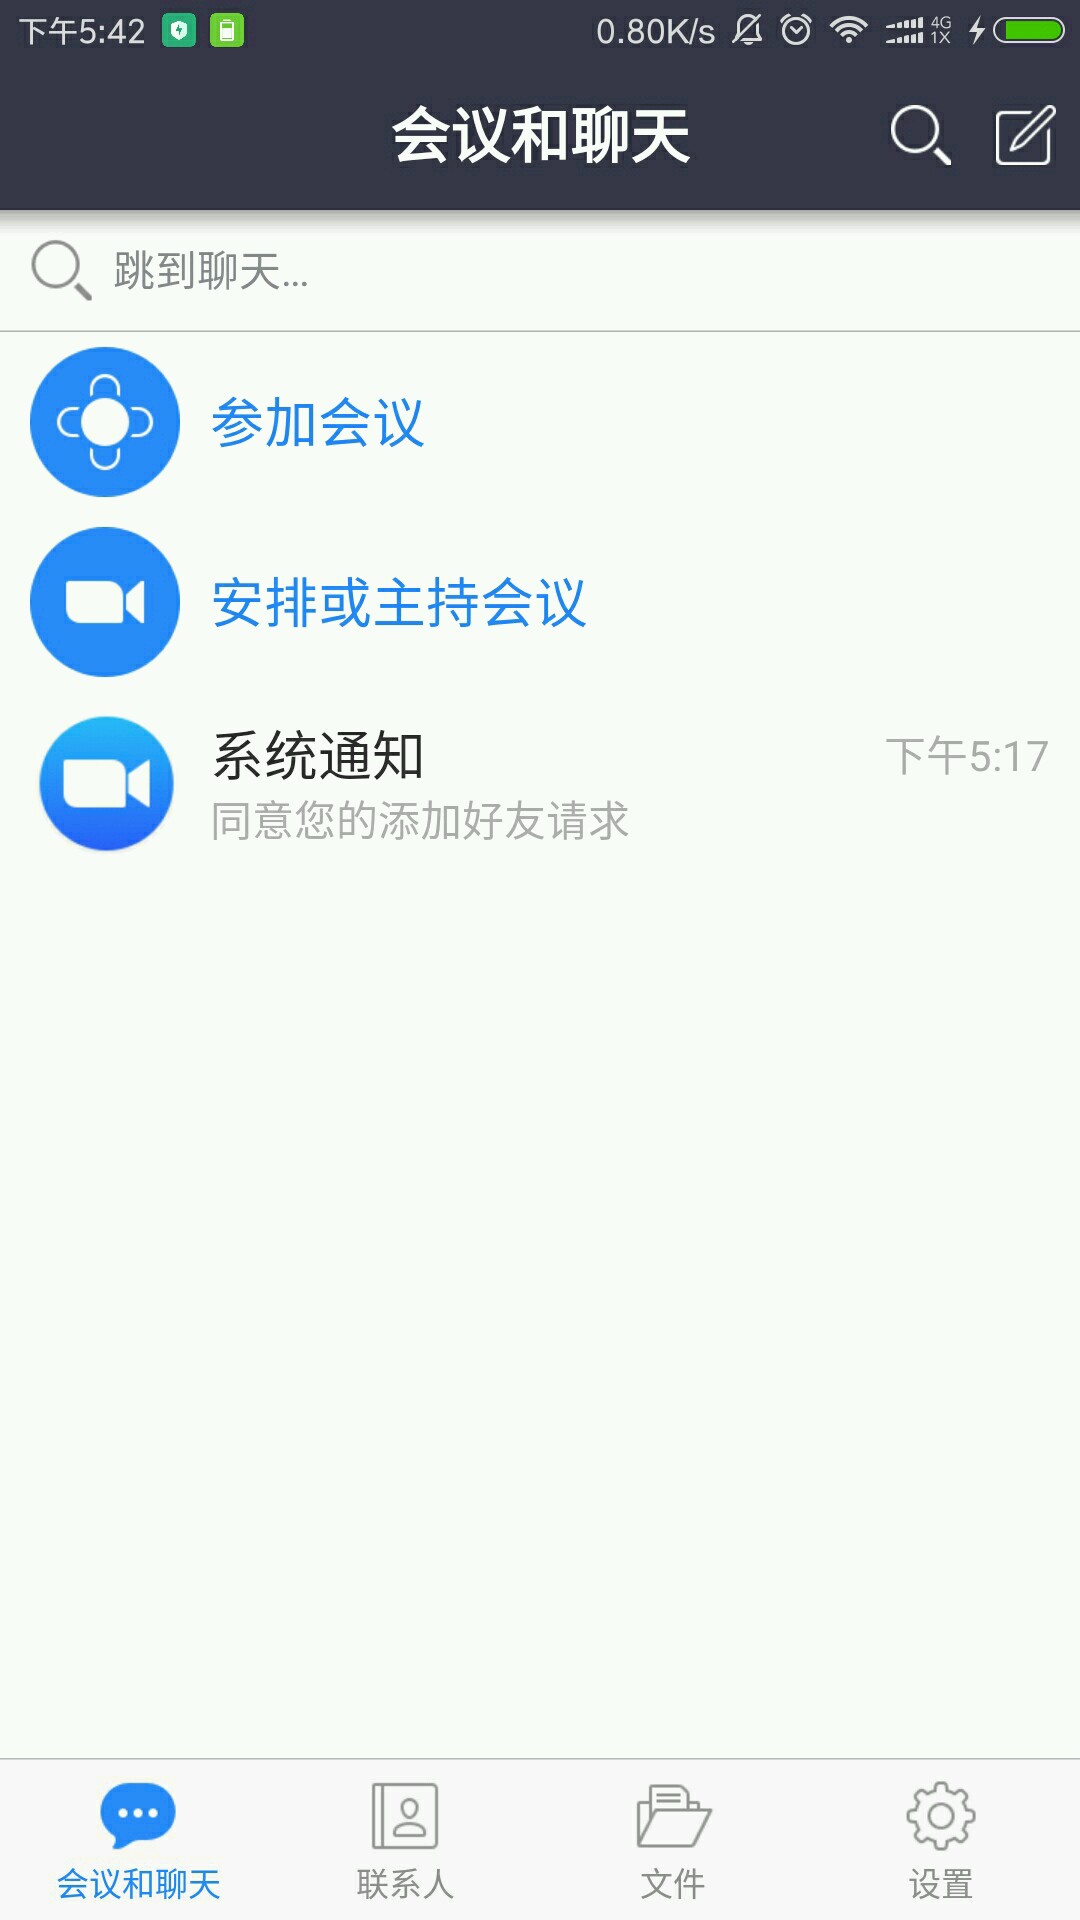 下午5:42 0.80K/s 4G 1X
会议和聊天
跳到聊天...
参加会议
安排或主持会议
系统通知 下午5:17
同意您的添加好友请求
会议和聊天 联系人 文件 设置